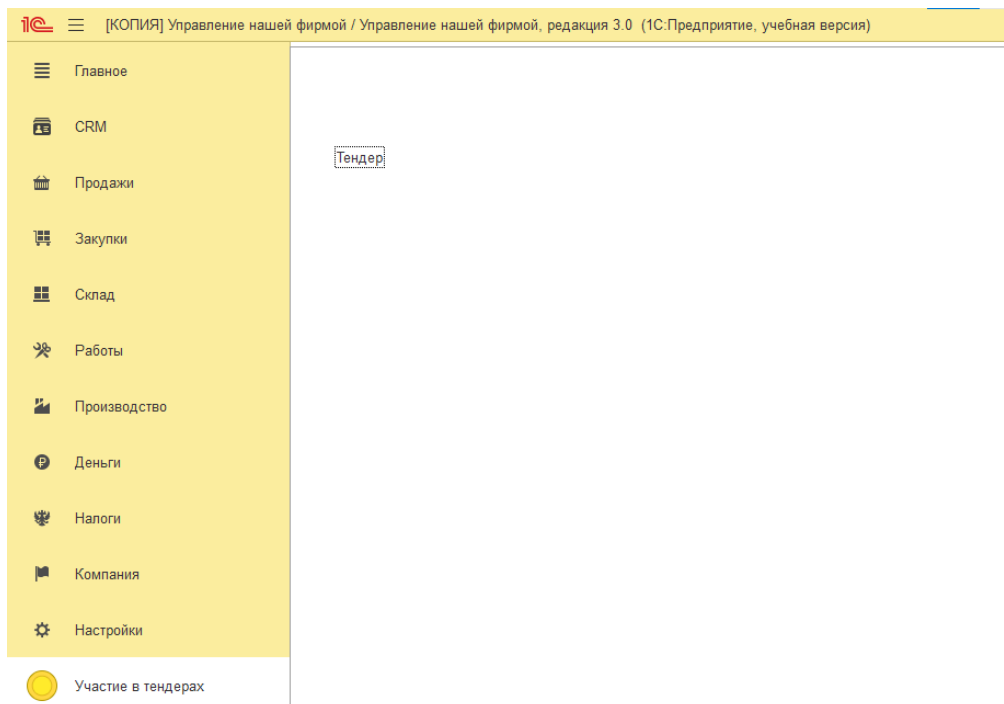 1С [КОПИЯ] Управление нашей фирмой / Управление нашей фирмой, редакция 3.0 (1С:Предприятие, учебная версия)
Главное
CRM
Тендер
Продажи
Закупки
Склад
Работы
Производство
Деньги
Налоги
Компания
Настройки
Участие в тендерах